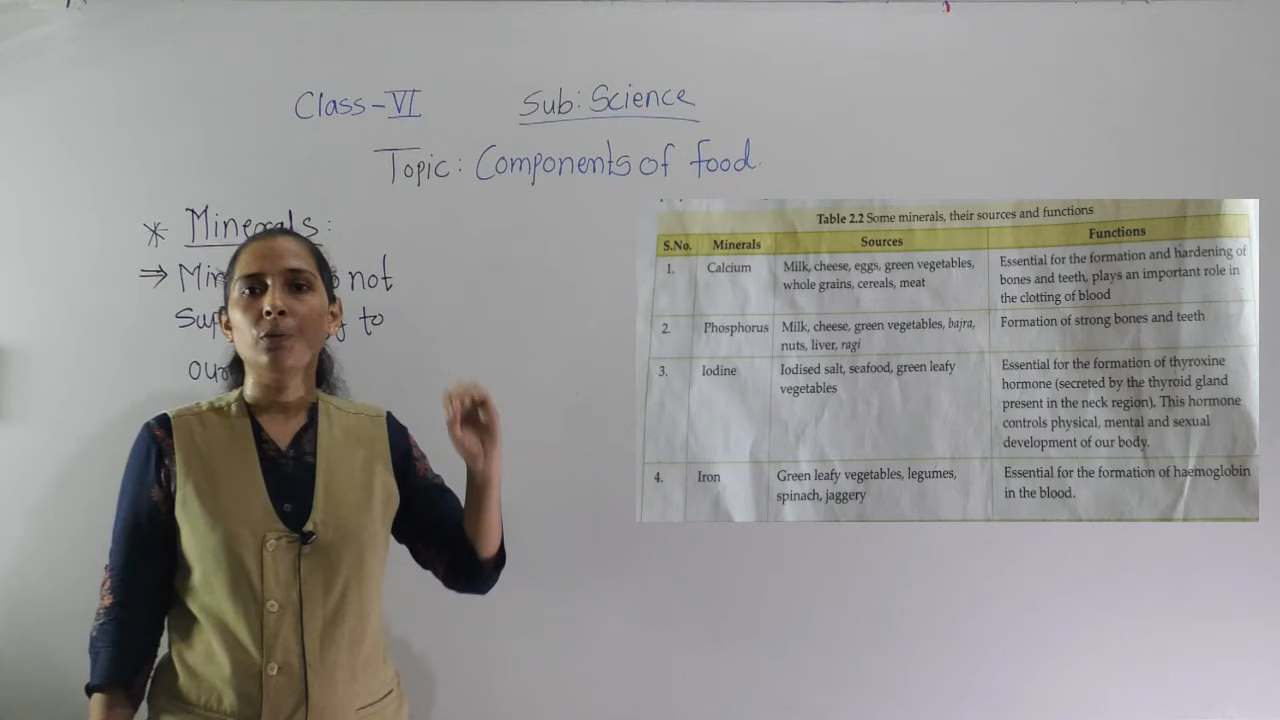 Class-VI Sub: Science
Topic: Components of food.
* Minerals:
⇒ not
to
Table 2.2 Some minerals, their sources and functions
S.No. Minerals Sources Functions
1. Calcium Milk, cheese, eggs, green vegetables, whole grains, cereals, meat Essential for the formation and hardening of bones and teeth, plays an important role in the clotting of blood
2. Phosphorus Milk, cheese, green vegetables, bajra, nuts, liver, ragi Formation of strong bones and teeth
3. Iodine Iodised salt, seafood, green leafy vegetables Essential for the formation of thyroxine hormone (secreted by the thyroid gland present in the neck region). This hormone controls physical, mental and sexual development of our body.
4. Iron Green leafy vegetables, legumes, spinach, jaggery Essential for the formation of haemoglobin in the blood.